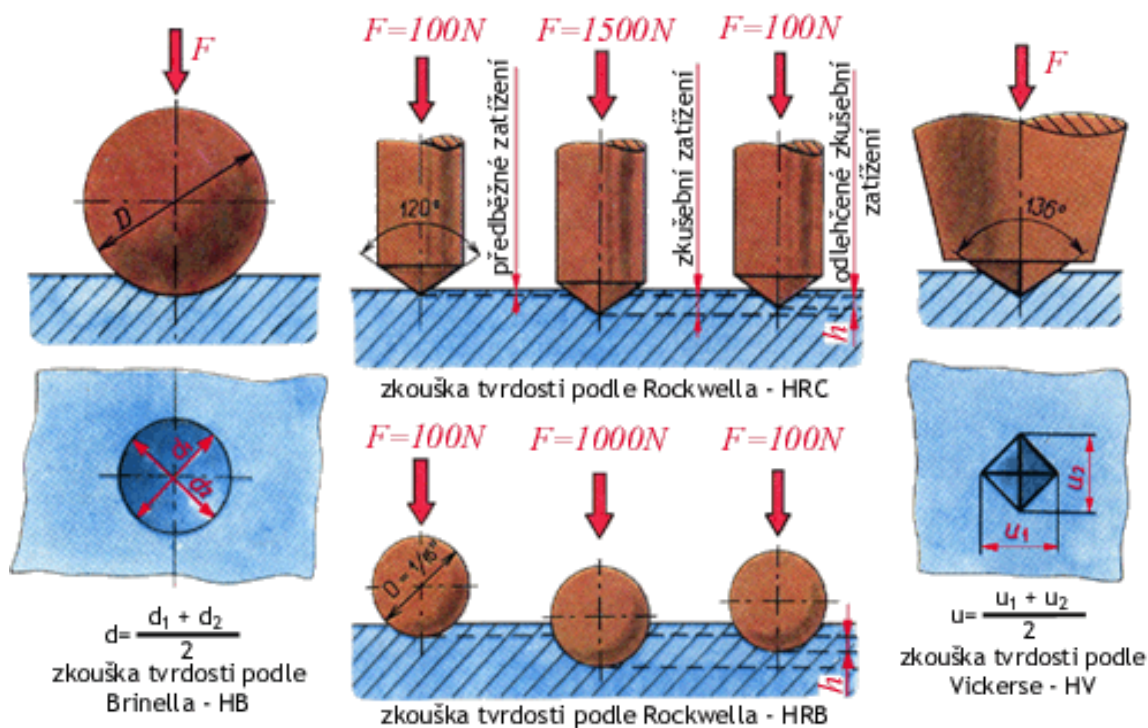 F
D
d₁
d₂
d= d₁ + d₂
2
zkouška tvrdosti podle
Brinella - HB
F=100N
F=1500N
F=100N
předběžné zatížení
zkušební zatížení
odlehčené zkušební
zatížení
120°
h
zkouška tvrdosti podle Rockwella - HRC
F=100N
F=1000N
F=100N
D = 1/16"
h
zkouška tvrdosti podle Rockwella - HRB
F
136°
u₂
u₁
u= u₁ + u₂
2
zkouška tvrdosti podle
Vickerse - HV